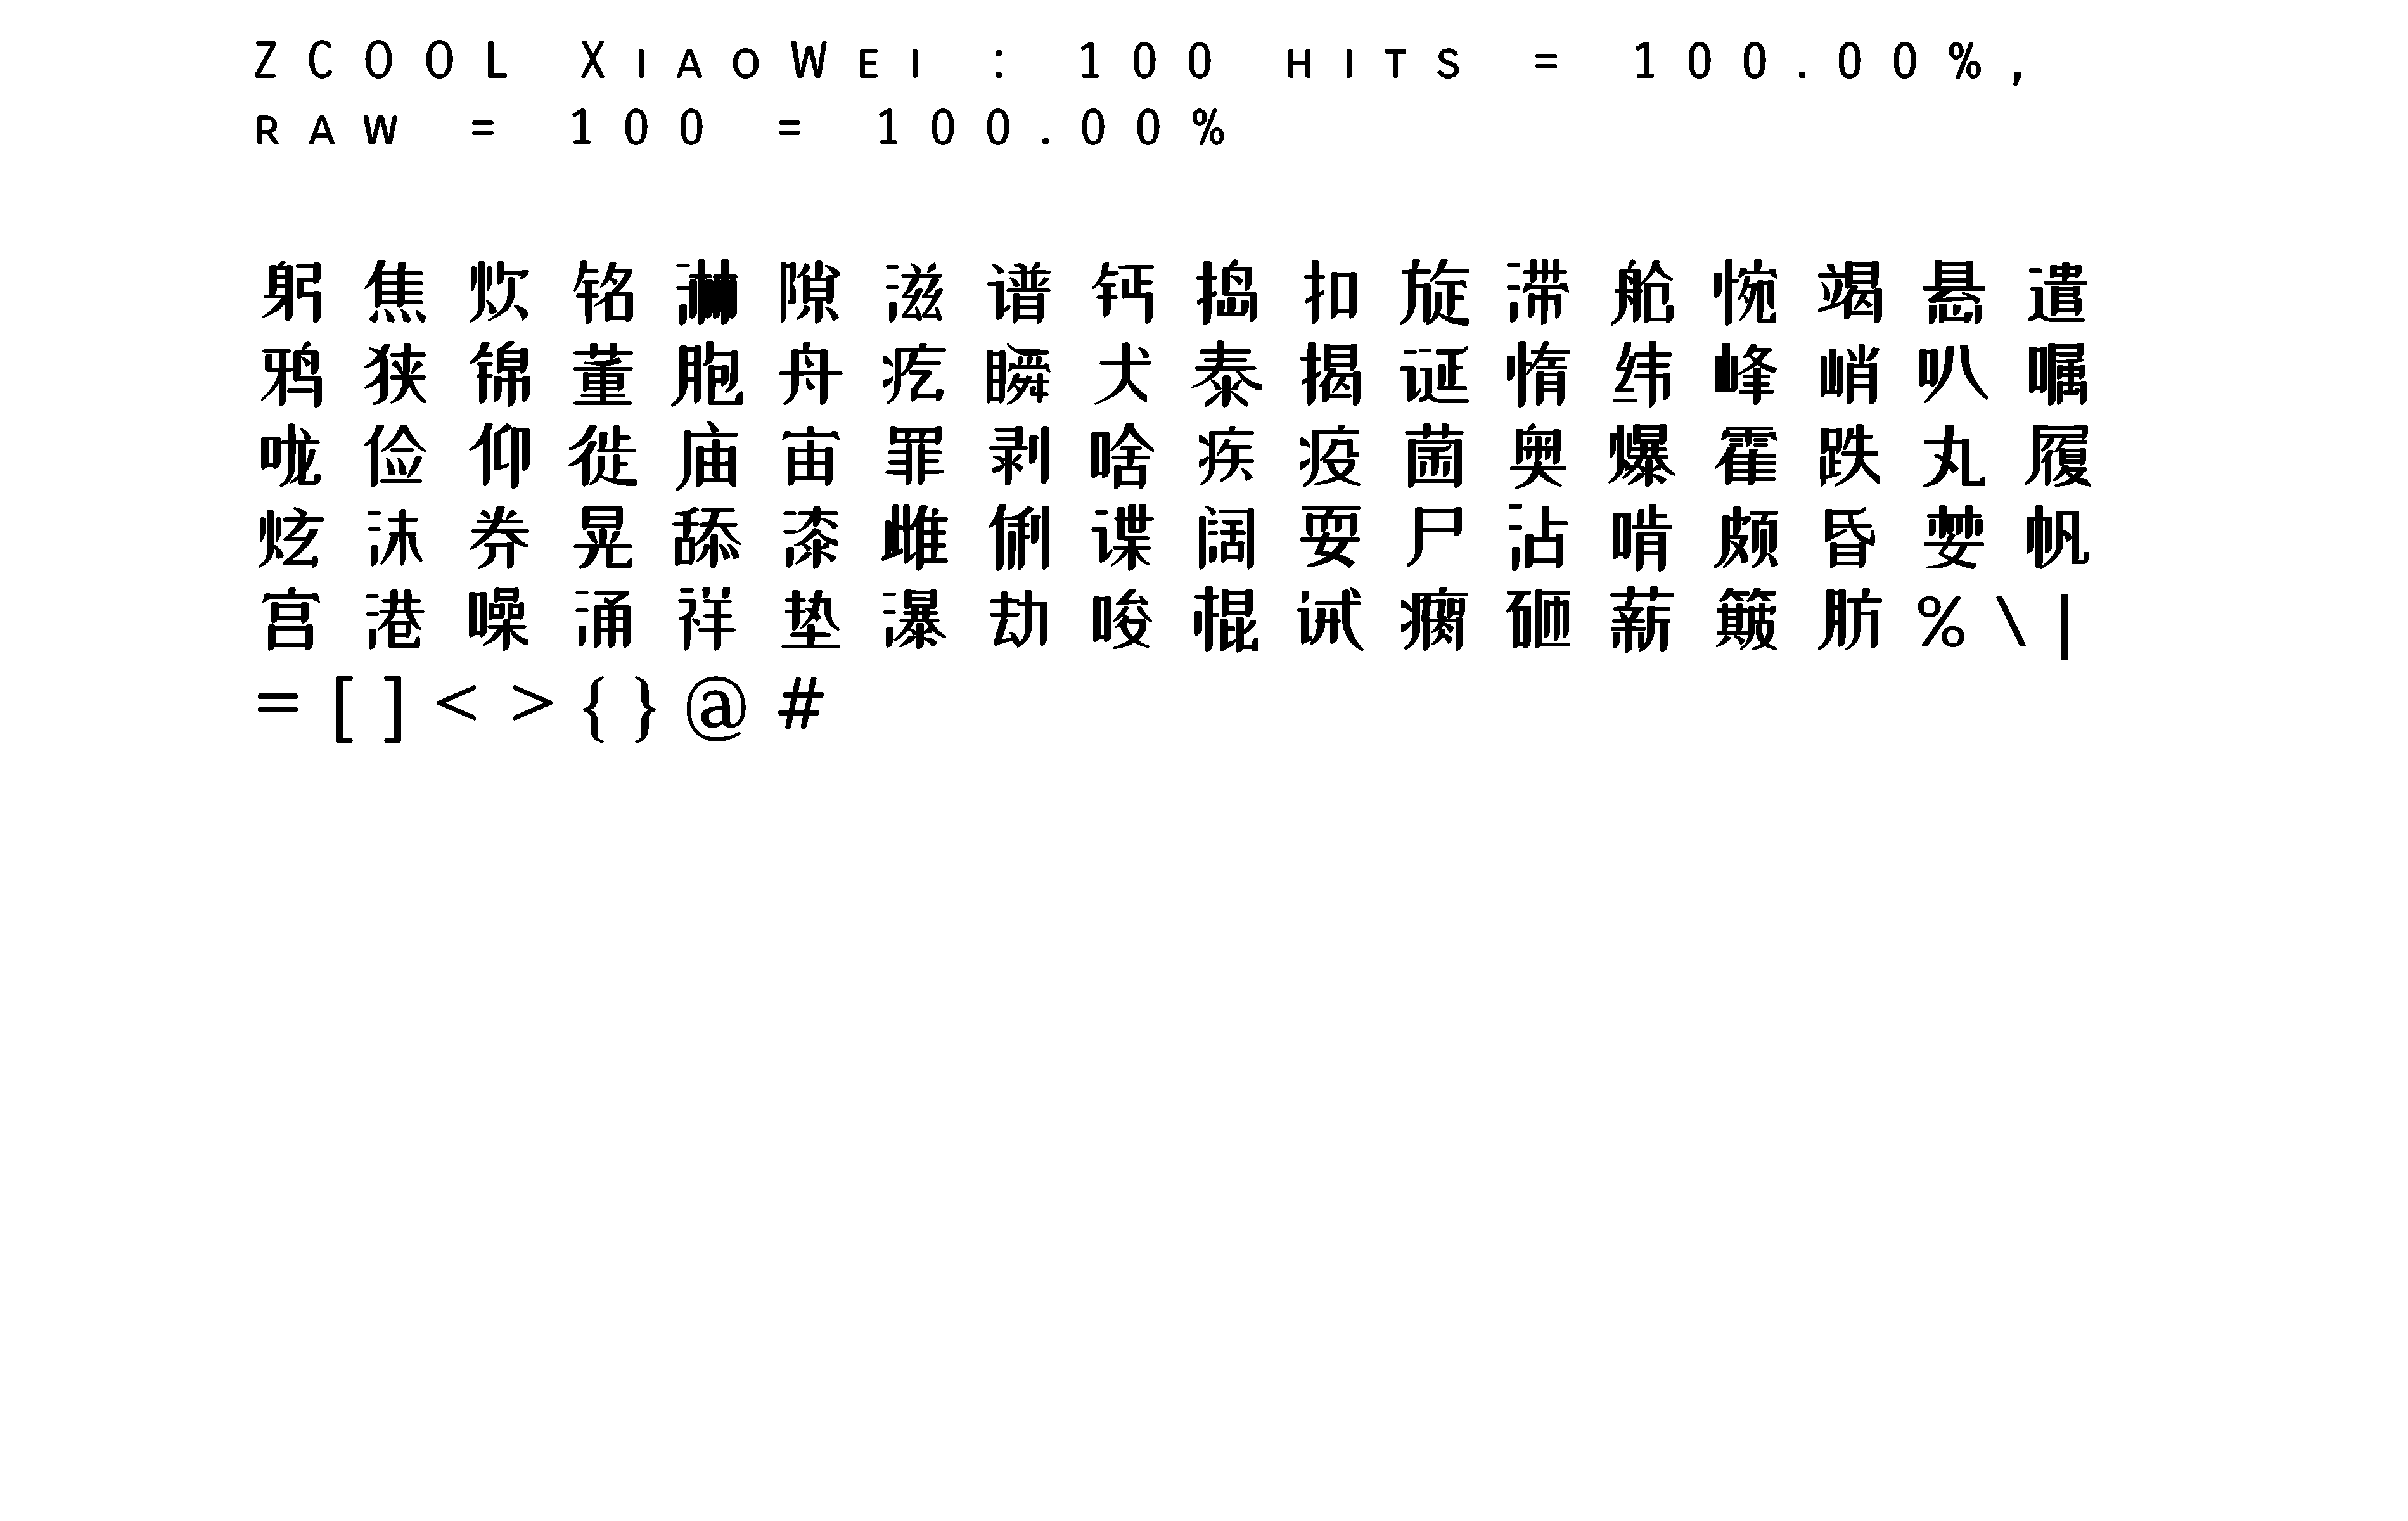 ZCOOL XiaoWei : 100 hits = 100.00%,
raw = 100 = 100.00%
躬焦炊铭淋隙滋谱钙捣扣旋滞舱惋竭悬遣
鸦狭锦董胞舟疙瞬犬泰揭诞惰纬峰峭叭嘱
咙俭仰徙庙宙罪剥啥疾疫菌奥爆霍跌丸履
炫沫券晃舔漆雌俐谍阔耍尸沾啃颇昏婪帆
宫港噪涌祥垫瀑劫唆棍诫瘸砸薪簸肪%\|
=[]<>{}@#